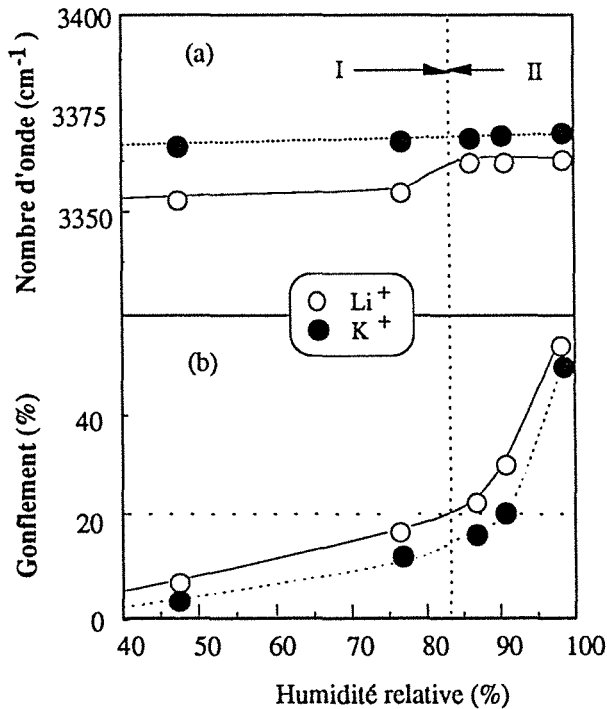 3400
(a)
I
II
3375
3350
Nombre d'onde (cm-1)
Li+
K+
(b)
40
20
0
Gonflement (%)
40 50 60 70 80 90 100
Humidité relative (%)